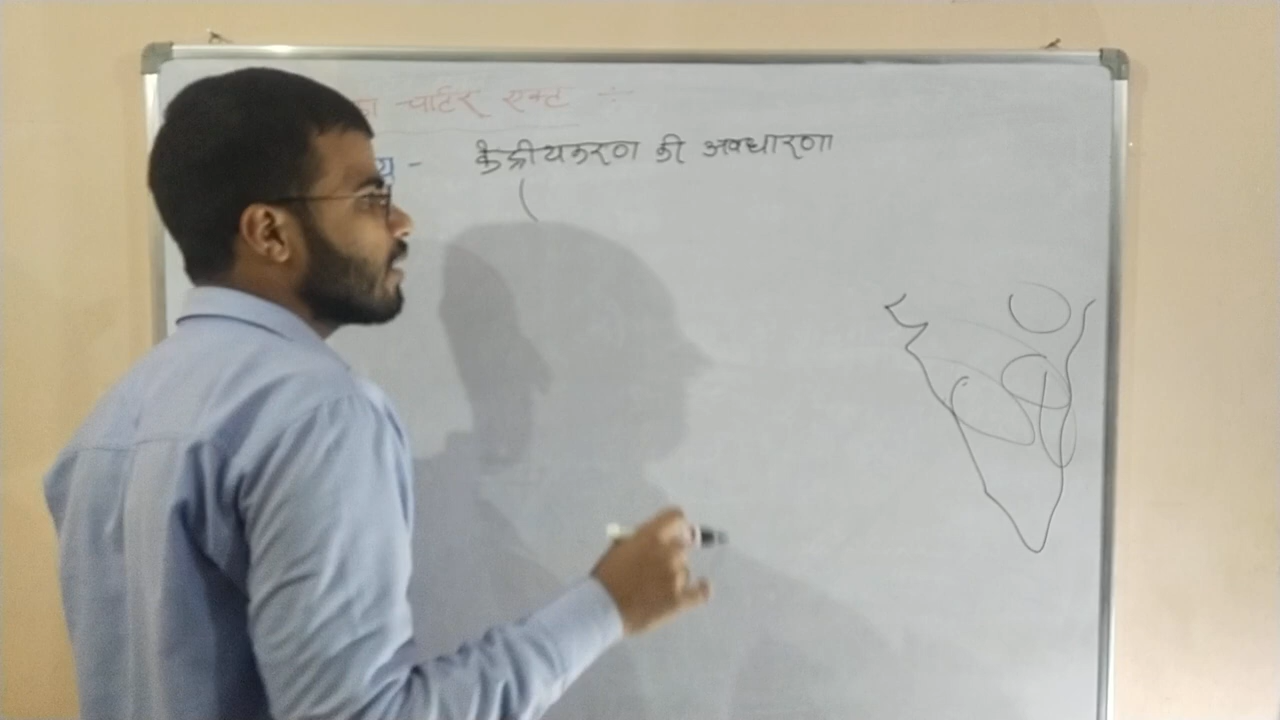 का चार्टर एक्ट ÷
य - केंद्रीयकरण की अवधारणा